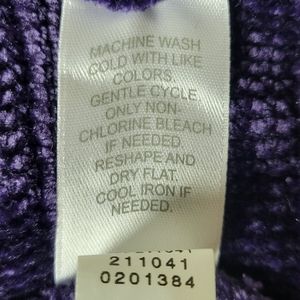 MACHINE WASH
COLD WITH LIKE
COLORS.
GENTLE CYCLE.
ONLY NON-
CHLORINE BLEACH
IF NEEDED.
RESHAPE AND
DRY FLAT.
COOL IRON IF
NEEDED.
211041
0201384